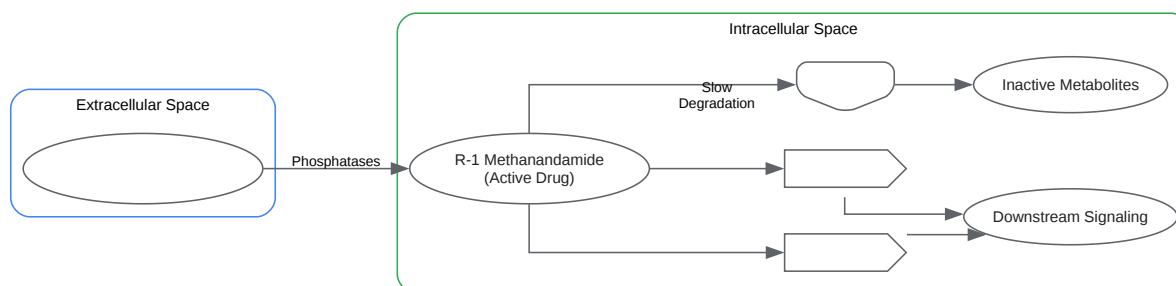 Intracellular Space
Extracellular Space
Slow
Degradation
Inactive Metabolites
Phosphatases
R-1 Methanandamide
(Active Drug)
Downstream Signaling